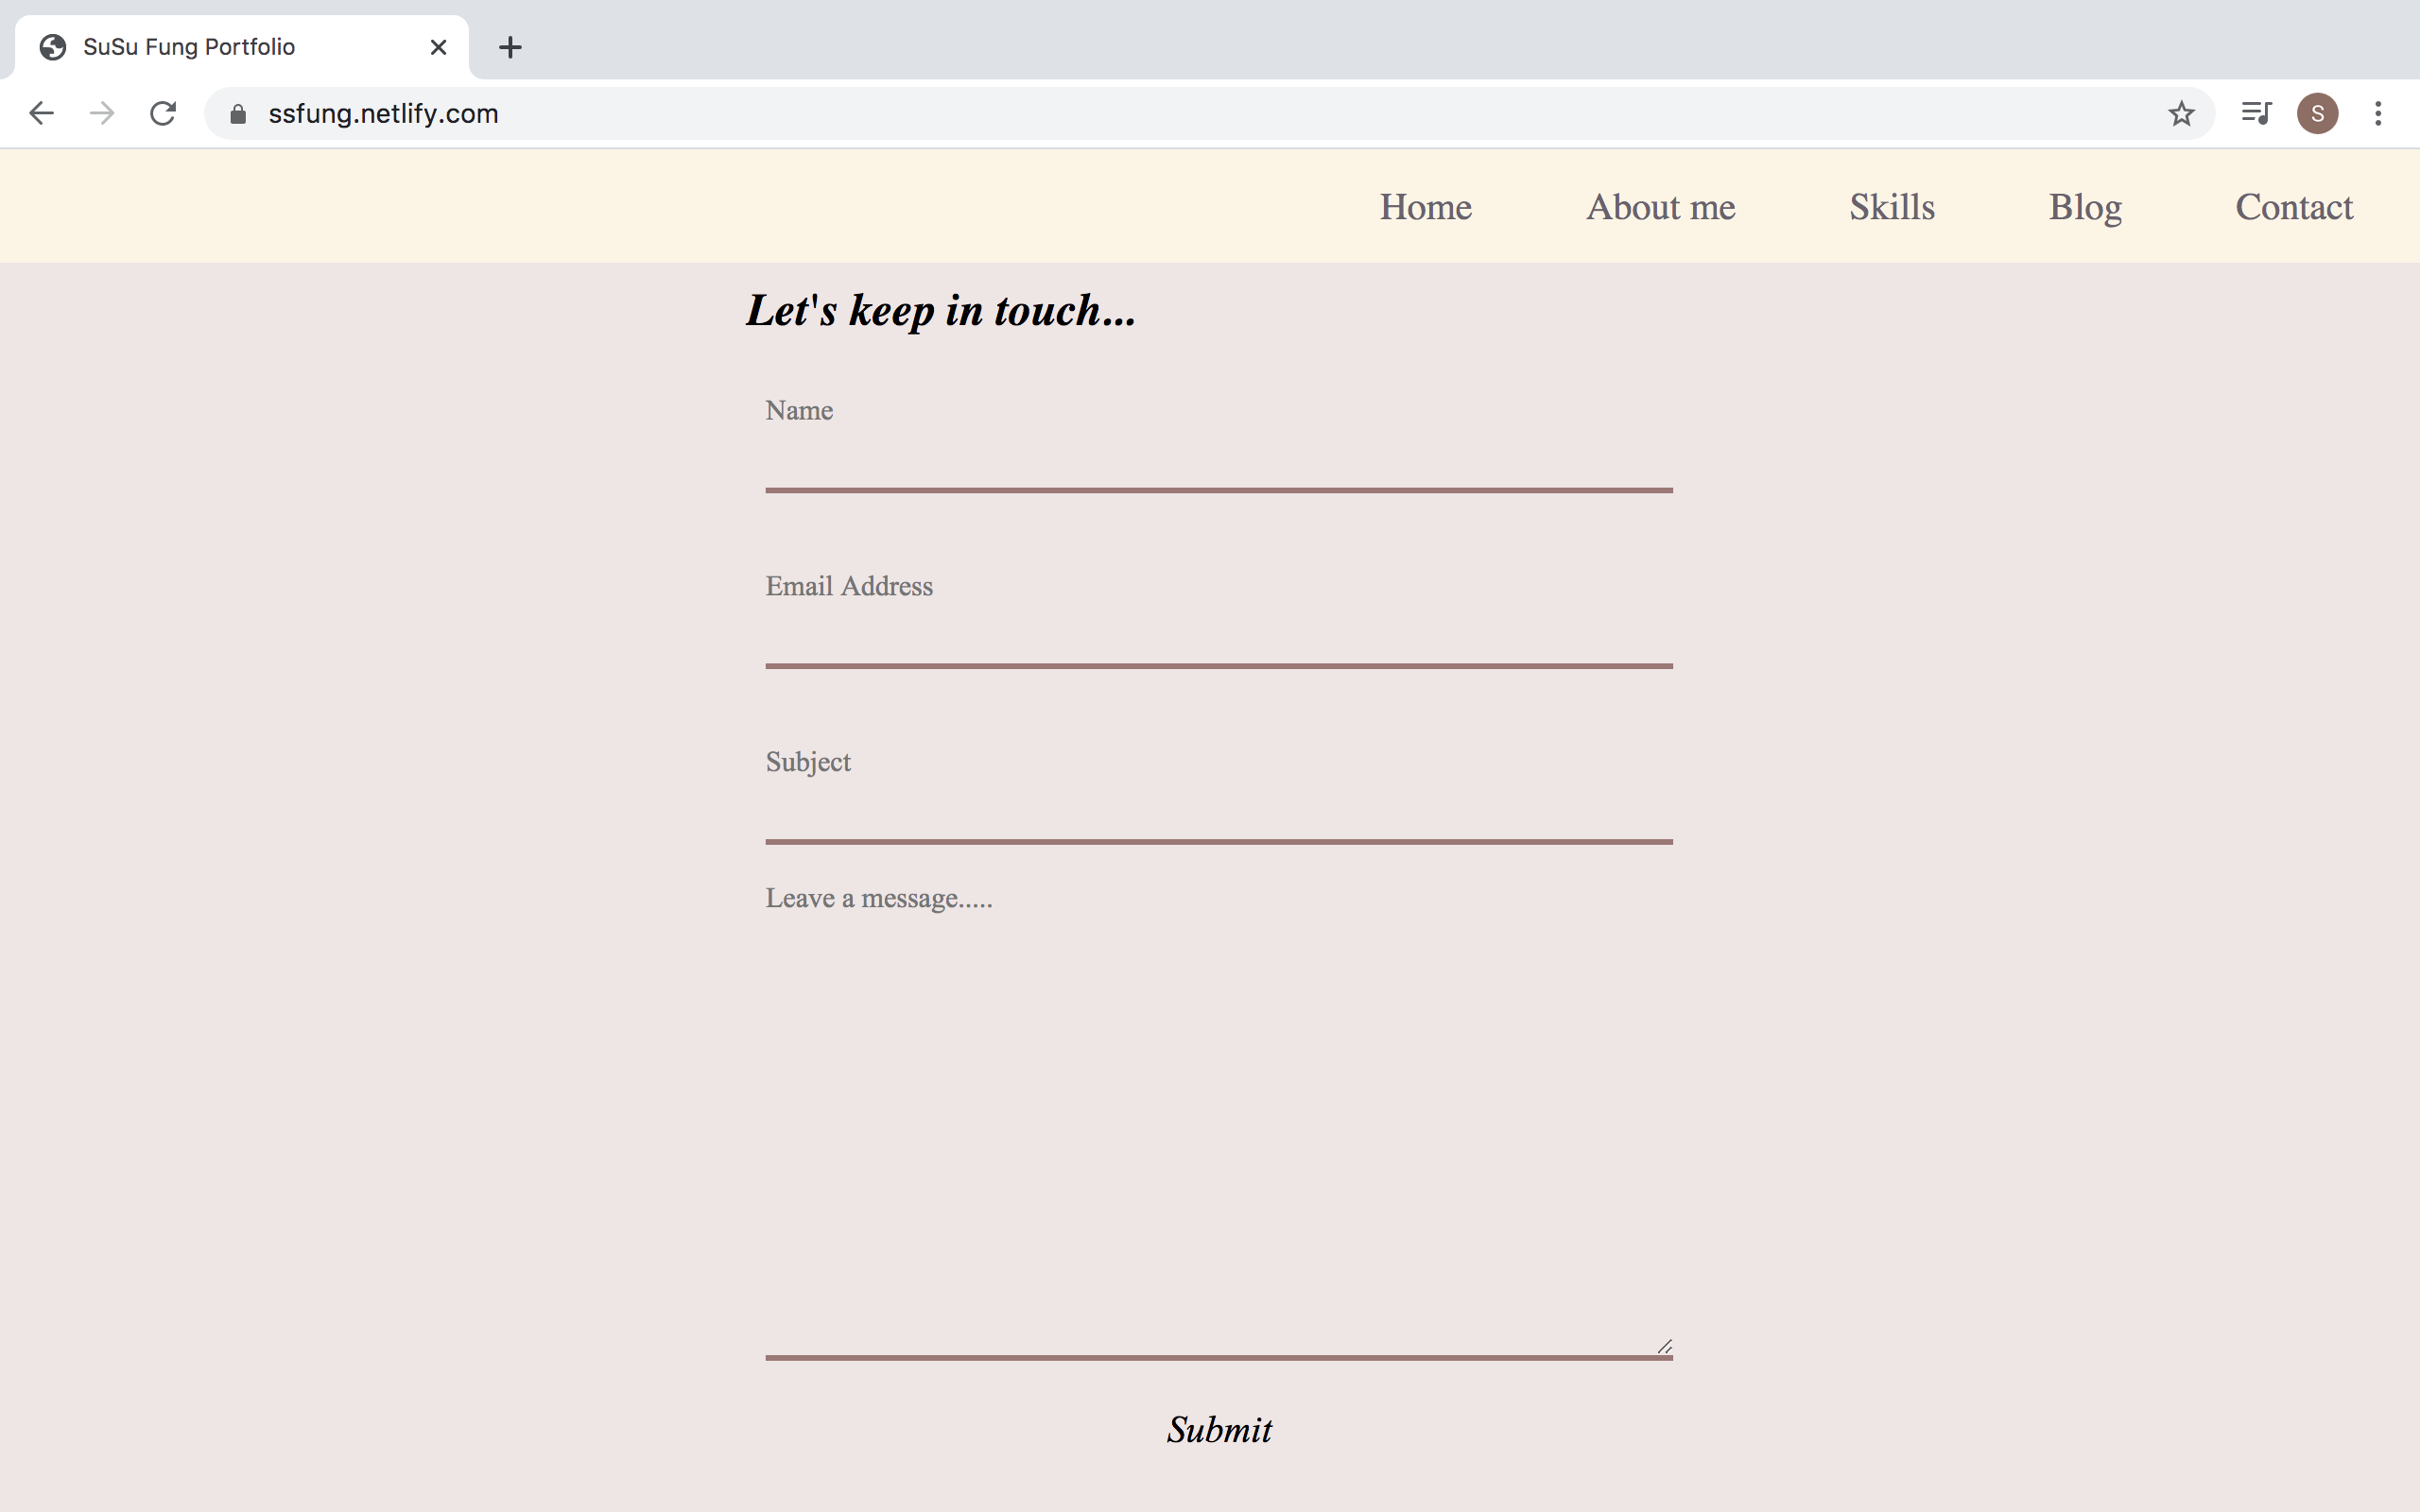 SuSu Fung Portfolio
ssfung.netlify.com
S
Home About me Skills Blog Contact
Let's keep in touch...
Name
Email Address
Subject
Leave a message.....
Submit